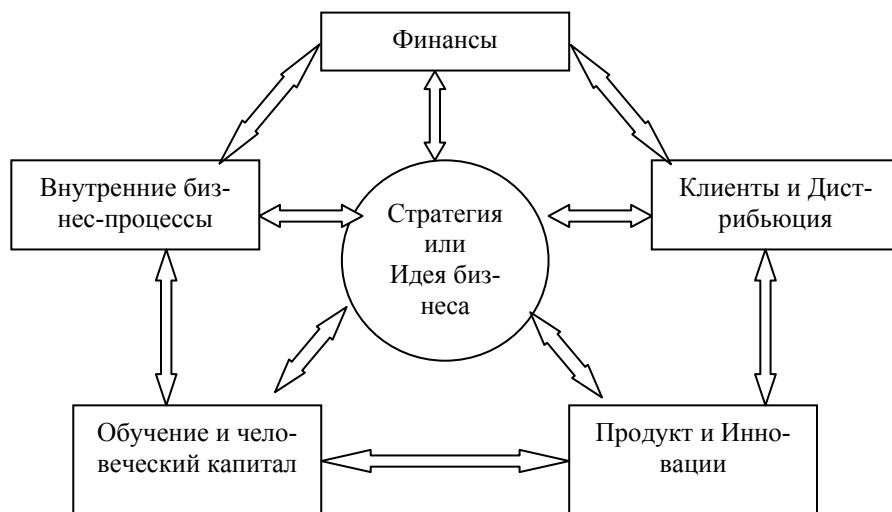 Финансы
Внутренние биз-
нес-процессы
Клиенты и Дист-
рибьюция
Стратегия
или
Идея биз-
неса
Обучение и чело-
веческий капитал
Продукт и Инно-
вации